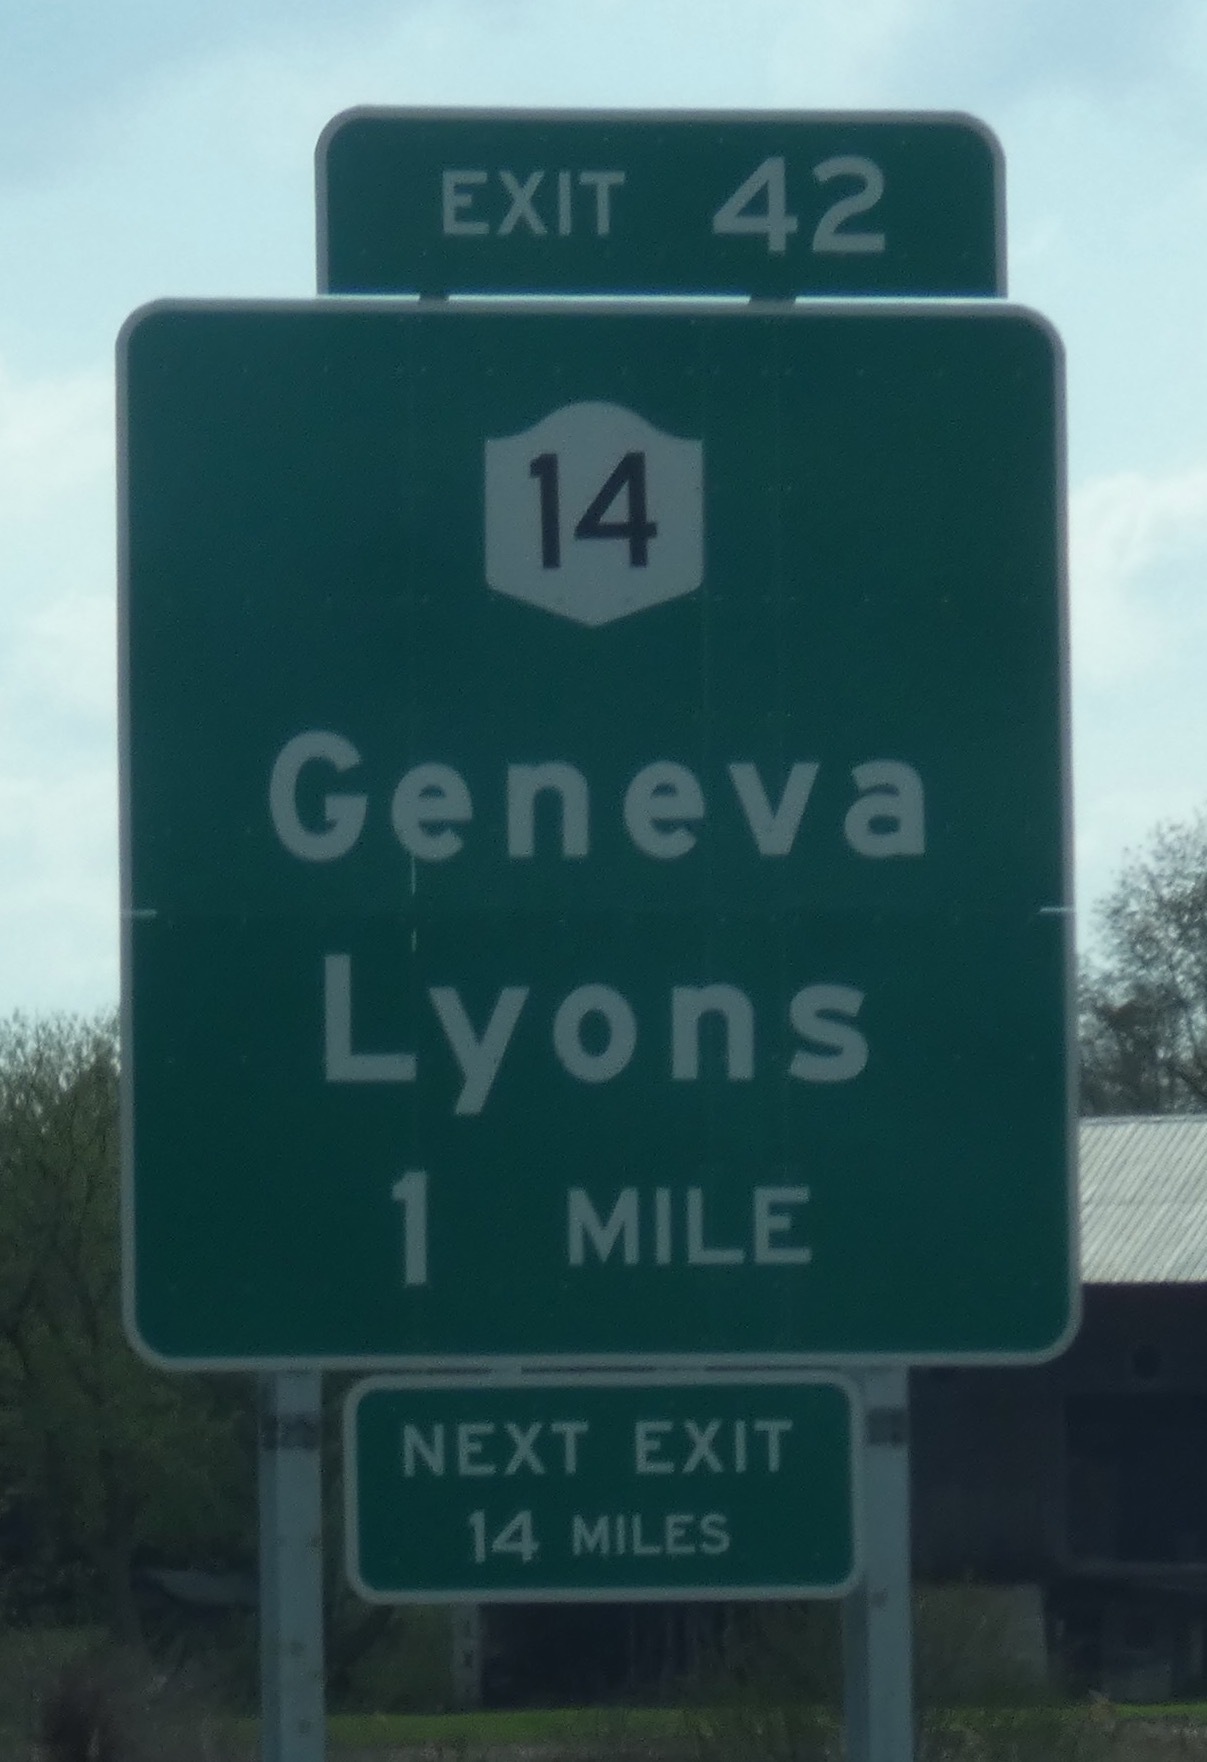 EXIT 42
14
Geneva
Lyons
1 MILE
NEXT EXIT
14 MILES